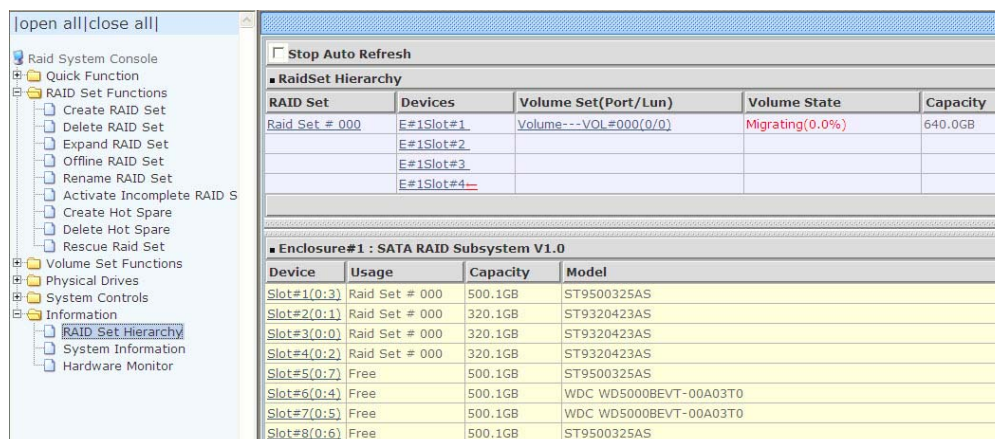 |open all|close all|
Raid System Console
Quick Function
RAID Set Functions
Create RAID Set
Delete RAID Set
Expand RAID Set
Offline RAID Set
Rename RAID Set
Activate Incomplete RAID S
Create Hot Spare
Delete Hot Spare
Rescue Raid Set
Volume Set Functions
Physical Drives
System Controls
Information
RAID Set Hierarchy
System Information
Hardware Monitor
Stop Auto Refresh
RaidSet Hierarchy
RAID Set Devices Volume Set(Port/Lun) Volume State Capacity
Raid Set # 000 E#1Slot#1 Volume---VOL#000(0/0) Migrating(0.0%) 640.0GB
E#1Slot#2
E#1Slot#3
E#1Slot#4←
Enclosure#1 : SATA RAID Subsystem V1.0
Device Usage Capacity Model
Slot#1(0:3) Raid Set # 000 500.1GB ST9500325AS
Slot#2(0:1) Raid Set # 000 320.1GB ST9320423AS
Slot#3(0:0) Raid Set # 000 320.1GB ST9320423AS
Slot#4(0:2) Raid Set # 000 320.1GB ST9320423AS
Slot#5(0:7) Free 500.1GB ST9500325AS
Slot#6(0:4) Free 500.1GB WDC WD5000BEVT-00A03T0
Slot#7(0:5) Free 500.1GB WDC WD5000BEVT-00A03T0
Slot#8(0:6) Free 500.1GB ST9500325AS